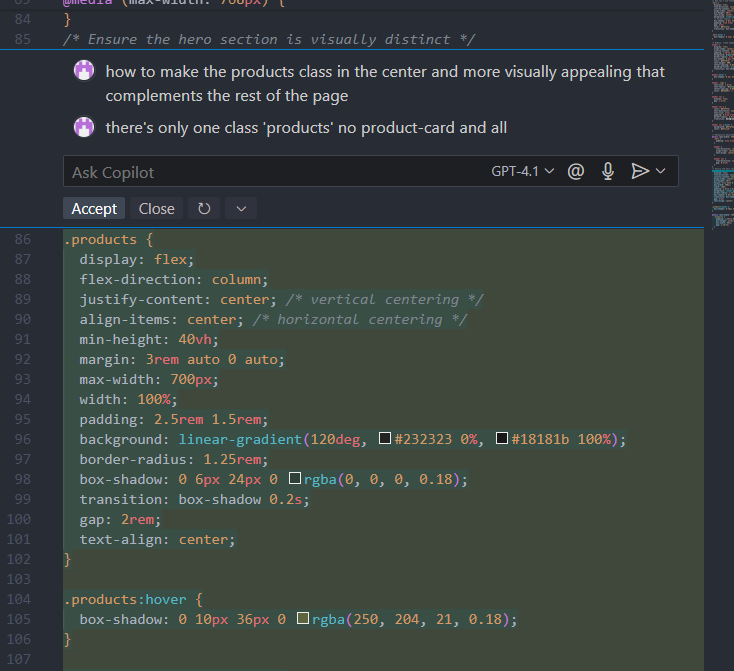 83 @media (max-width: 768px) {
84 }
85 /* Ensure the hero section is visually distinct */
how to make the products class in the center and more visually appealing that
complements the rest of the page
there's only one class 'products' no product-card and all
Ask Copilot GPT-4.1 @
Accept Close
86 .products {
87 display: flex;
88 flex-direction: column;
89 justify-content: center; /* vertical centering */
90 align-items: center; /* horizontal centering */
91 min-height: 40vh;
92 margin: 3rem auto 0 auto;
93 max-width: 700px;
94 width: 100%;
95 padding: 2.5rem 1.5rem;
96 background: linear-gradient(120deg, #232323 0%, #18181b 100%);
97 border-radius: 1.25rem;
98 box-shadow: 0 6px 24px 0 rgba(0, 0, 0, 0.18);
99 transition: box-shadow 0.2s;
100 gap: 2rem;
101 text-align: center;
102 }
103
104 .products:hover {
105 box-shadow: 0 10px 36px 0 rgba(250, 204, 21, 0.18);
106 }
107